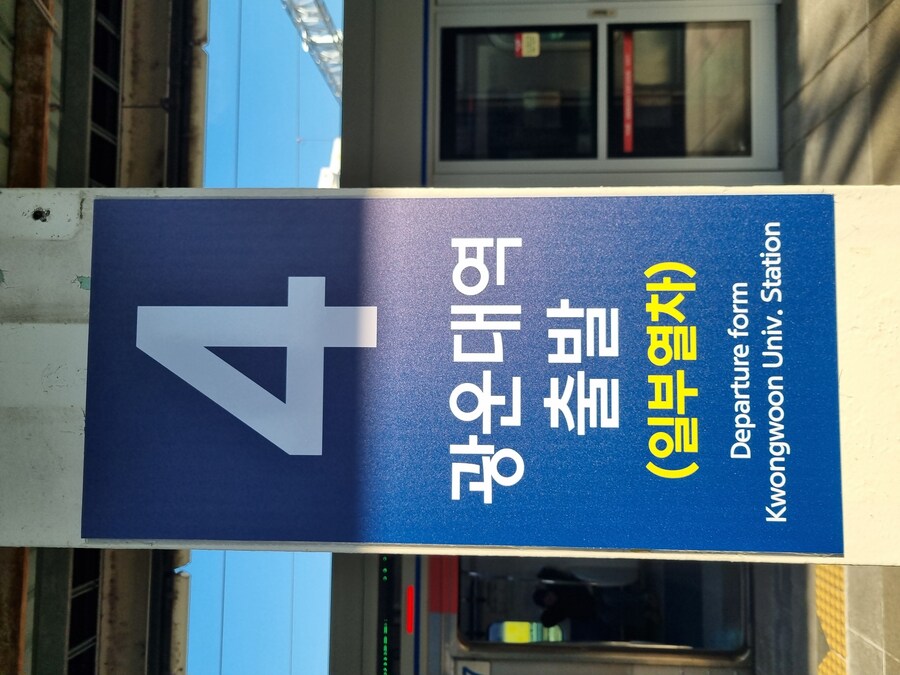 4
광운대역
출발
(일부열차)
Departure form
Kwongwoon Univ. Station